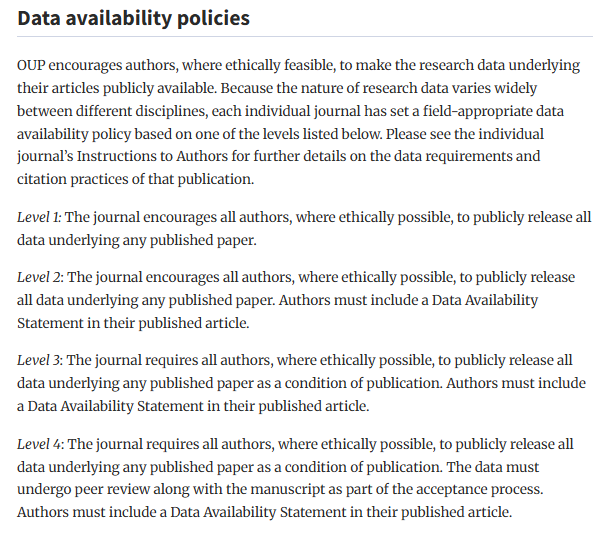 Data availability policies
OUP encourages authors, where ethically feasible, to make the research data underlying
their articles publicly available. Because the nature of research data varies widely
between different disciplines, each individual journal has set a field-appropriate data
availability policy based on one of the levels listed below. Please see the individual
journal's Instructions to Authors for further details on the data requirements and
citation practices of that publication.
Level 1: The journal encourages all authors, where ethically possible, to publicly release all
data underlying any published paper.
Level 2: The journal encourages all authors, where ethically possible, to publicly release
all data underlying any published paper. Authors must include a Data Availability
Statement in their published article.
Level 3: The journal requires all authors, where ethically possible, to publicly release all
data underlying any published paper as a condition of publication. Authors must include
a Data Availability Statement in their published article.
Level 4: The journal requires all authors, where ethically possible, to publicly release all
data underlying any published paper as a condition of publication. The data must
undergo peer review along with the manuscript as part of the acceptance process.
Authors must include a Data Availability Statement in their published article.